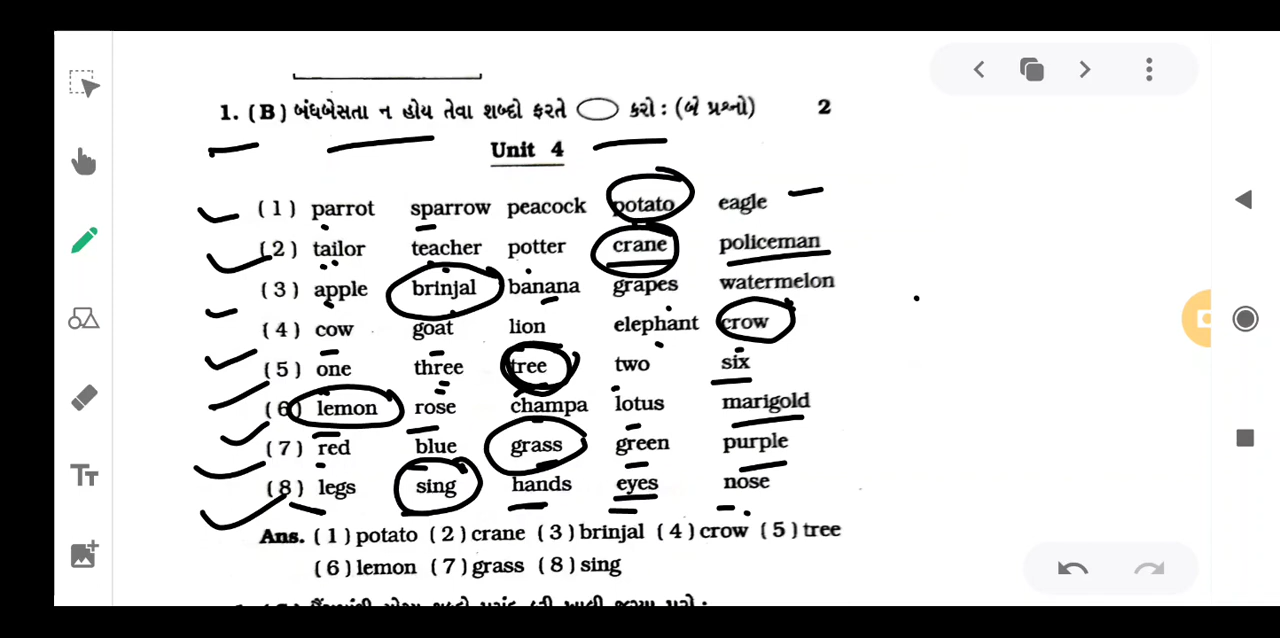 1. (B) બંધબેસતા ન હોય તેવા શબ્દો ફરતે કરો : (બે પ્રશ્નો) 2
Unit 4
(1) parrot sparrow peacock potato eagle
(2) tailor teacher potter crane policeman
(3) apple brinjal banana grapes watermelon
(4) cow goat lion elephant crow
(5) one three tree two six
(6) lemon rose champa lotus marigold
(7) red blue grass green purple
(8) legs sing hands eyes nose
Ans. (1) potato (2) crane (3) brinjal (4) crow (5) tree
(6) lemon (7) grass (8) sing